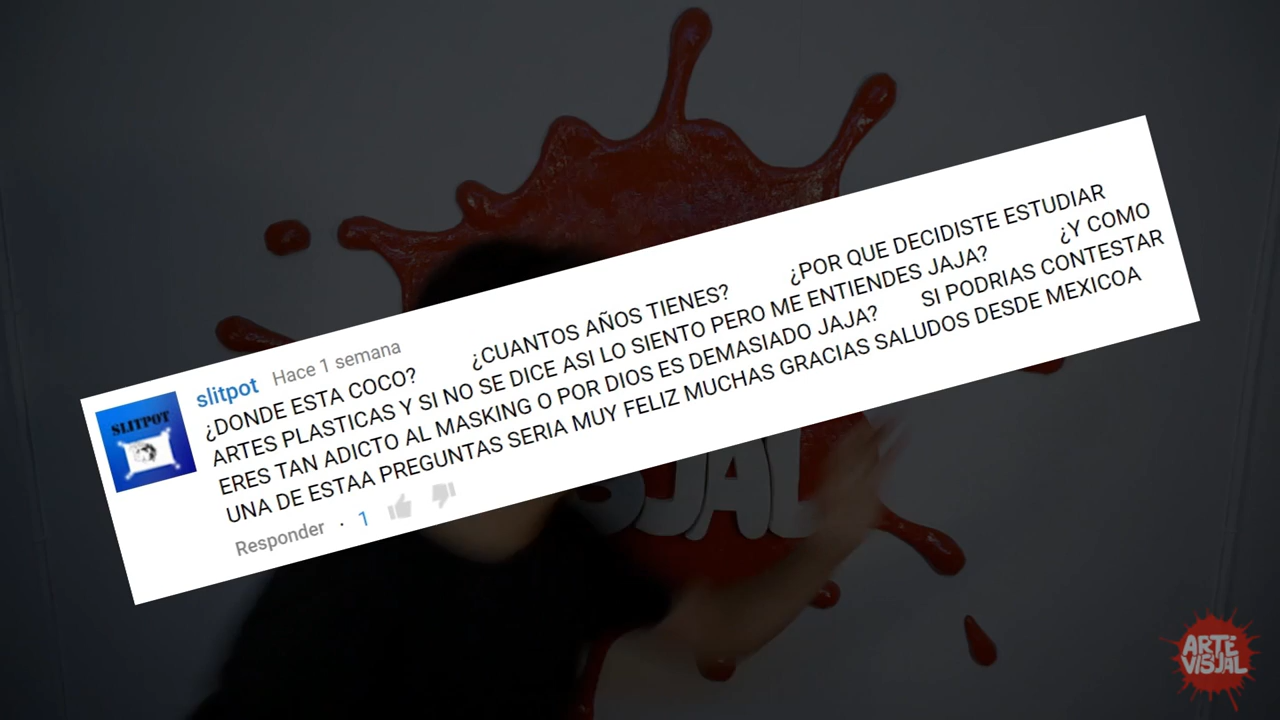 slitpot Hace 1 semana
¿DONDE ESTA COCO? ¿CUANTOS AÑOS TIENES? ¿POR QUE DECIDISTE ESTUDIAR
ARTES PLASTICAS Y SI NO SE DICE ASI LO SIENTO PERO ME ENTIENDES JAJA? ¿Y COMO
ERES TAN ADICTO AL MASKING O POR DIOS ES DEMASIADO JAJA? SI PODRIAS CONTESTAR
UNA DE ESTAA PREGUNTAS SERIA MUY FELIZ MUCHAS GRACIAS SALUDOS DESDE MEXICOA
Responder · 1
SLITPOT
ARTE
VISUAL